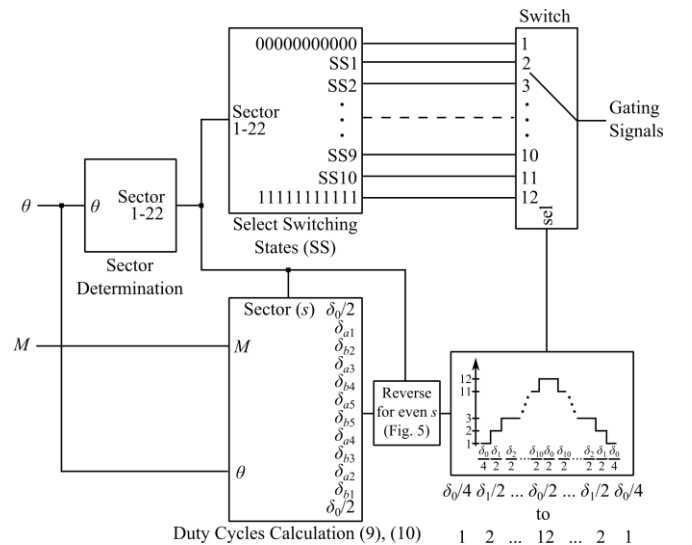 Switch
00000000000
SS1
SS2
SS9
SS10
11111111111
Sector
1-22
1
2
3
10
11
12
sel
Gating
Signals
Select Switching
States (SS)
θ
θ
Sector
1-22
Sector
Determination
M
Sector (s)
M
θ
δ0/2
δa1
δb2
δa3
δb4
δa5
δb5
δa4
δb3
δa2
δb1
δ0/2
Duty Cycles Calculation (9), (10)
Reverse
for even s
(Fig. 5)
12
11
3
2
1
δ0/4 δ1/2 δ2/2 ... δ10/2 δ0/2 δ10/2 ... δ2/2 δ1/2 δ0/4
δ0/4 δ1/2 ... δ0/2 ... δ1/2 δ0/4
to
1 2 ... 12 ... 2 1